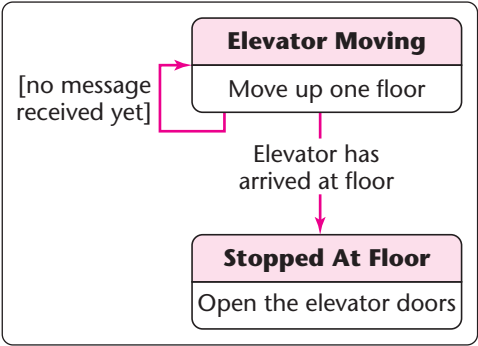 Elevator Moving
Move up one floor
[no message
received yet]
Elevator has
arrived at floor
Stopped At Floor
Open the elevator doors